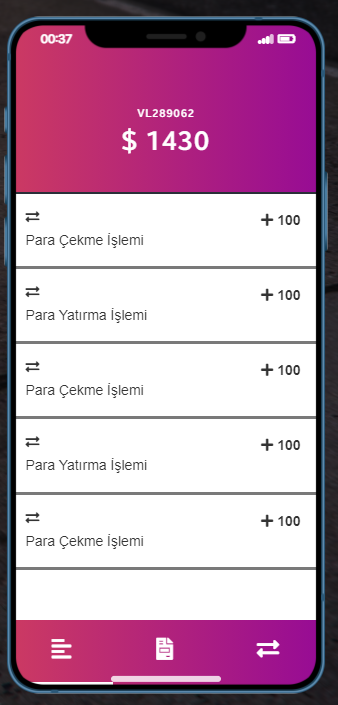 00:37
VL289062
$ 1430
+ 100
Para Çekme İşlemi
+ 100
Para Yatırma İşlemi
+ 100
Para Çekme İşlemi
+ 100
Para Yatırma İşlemi
+ 100
Para Çekme İşlemi